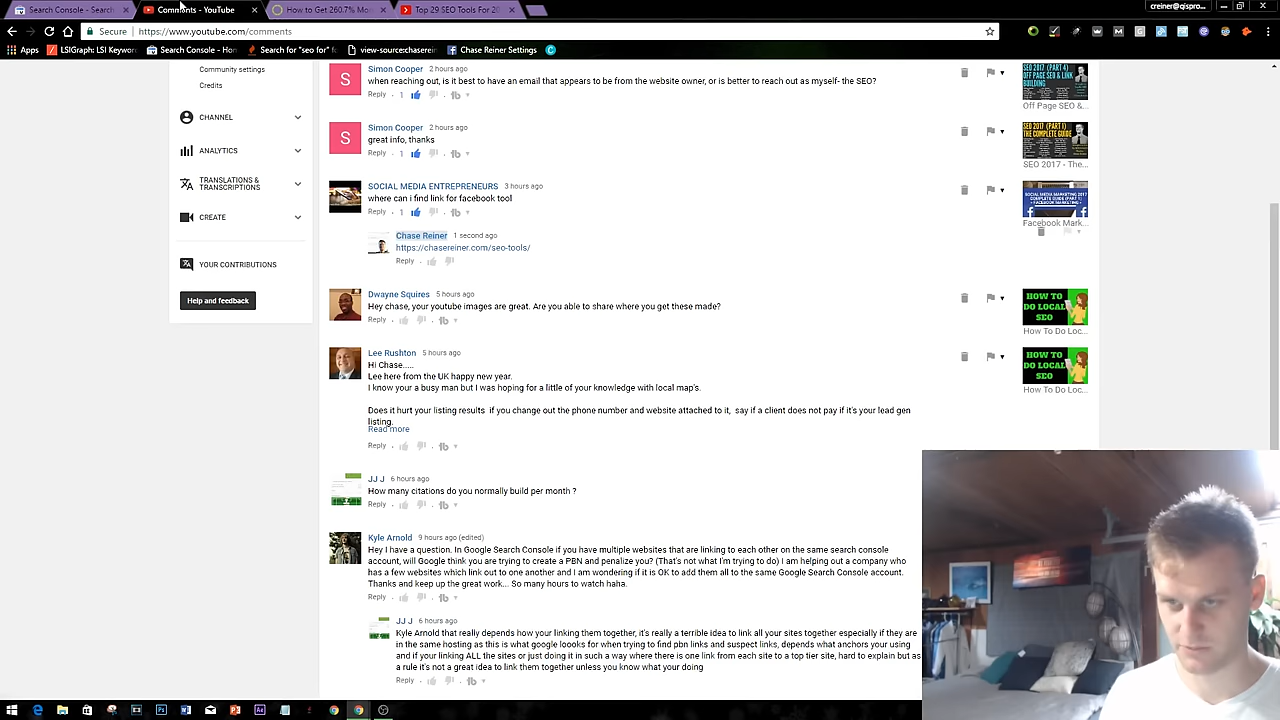 Search Console - Search
Comments - YouTube
How to Get 260.7% Mo
Top 29 SEO Tools For 20
Secure
https://www.youtube.com/comments
creiner@qispro...
Apps
LSIGraph: LSI Keywor
Search Console - Hom
Search for "seo for" f
view-source:chaserein
Chase Reiner Settings
Community settings
Credits
CHANNEL
ANALYTICS
TRANSLATIONS &
TRANSCRIPTIONS
CREATE
YOUR CONTRIBUTIONS
Help and feedback
S
Simon Cooper 2 hours ago
when reaching out, is it best to have an email that appears to be from the website owner, or is better to reach out as myself- the SEO?
Reply . 1
SEO 2017 (PART 4)
OFF PAGE SEO & LINK
BUILDING
Off Page SEO &...
S
Simon Cooper 2 hours ago
great info, thanks
Reply . 1
SEO 2017 (PART 1)
THE COMPLETE GUIDE
SEO 2017 - The...
SOCIAL MEDIA ENTREPRENEURS 3 hours ago
where can i find link for facebook tool
Reply . 1
SOCIAL MEDIA MARKETING 2017
COMPLETE GUIDE (PART 1)
Facebook Mark...
Chase Reiner 1 second ago
https://chasereiner.com/seo-tools/
Reply .
Dwayne Squires 5 hours ago
Hey chase, your youtube images are great. Are you able to share where you get these made?
Reply .
HOW TO
DO LOCAL
SEO
How To Do Loc...
Lee Rushton 5 hours ago
Hi Chase.....
Lee here from the UK happy new year.
I know your a busy man but I was hoping for a little of your knowledge with local map's.
Does it hurt your listing results if you change out the phone number and website attached to it, say if a client does not pay if it's your lead gen
listing.
Read more
Reply .
HOW TO
DO LOCAL
SEO
How To Do Loc...
JJ J 6 hours ago
How many citations do you normally build per month ?
Reply .
Kyle Arnold 9 hours ago (edited)
Hey I have a question. In Google Search Console if you have multiple websites that are linking to each other on the same search console
account, will Google think you are trying to create a PBN and penalize you? (That's not what I'm trying to do) I am helping out a company who
has a few websites which link out to one another and I am wondering if it is OK to add them all to the same Google Search Console account.
Thanks and keep up the great work... So many hours to watch haha.
Reply .
JJ J 6 hours ago
Kyle Arnold that really depends how your linking them together, it's really a terrible idea to link all your sites together especially if they are
in the same hosting as this is what google loooks for when trying to find pbn links and suspect links, depends what anchors your using
and if your linking ALL the sites or just doing it in such a way where there is one link from each site to a top tier site, hard to explain but as
a rule it's not a great idea to link them together unless you know what your doing
Reply .